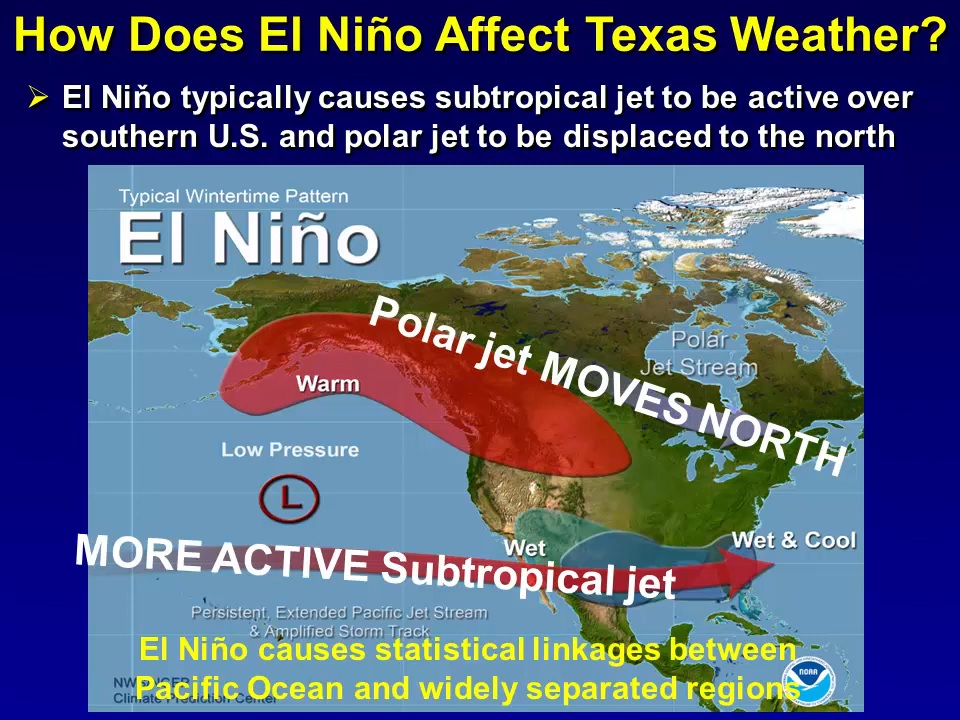 How Does El Niño Affect Texas Weather?
El Niňo typically causes subtropical jet to be active over
southern U.S. and polar jet to be displaced to the north
Typical Wintertime Pattern
El Niño
Polar jet MOVES NORTH
Polar
Jet Stream
Warm
Low Pressure
L
Wet
Wet & Cool
MORE ACTIVE Subtropical jet
Persistent, Extended Pacific Jet Stream
& Amplified Storm Track
El Niño causes statistical linkages between
Pacific Ocean and widely separated regions
NWS/NCEP
Climate Prediction Center
NOAA